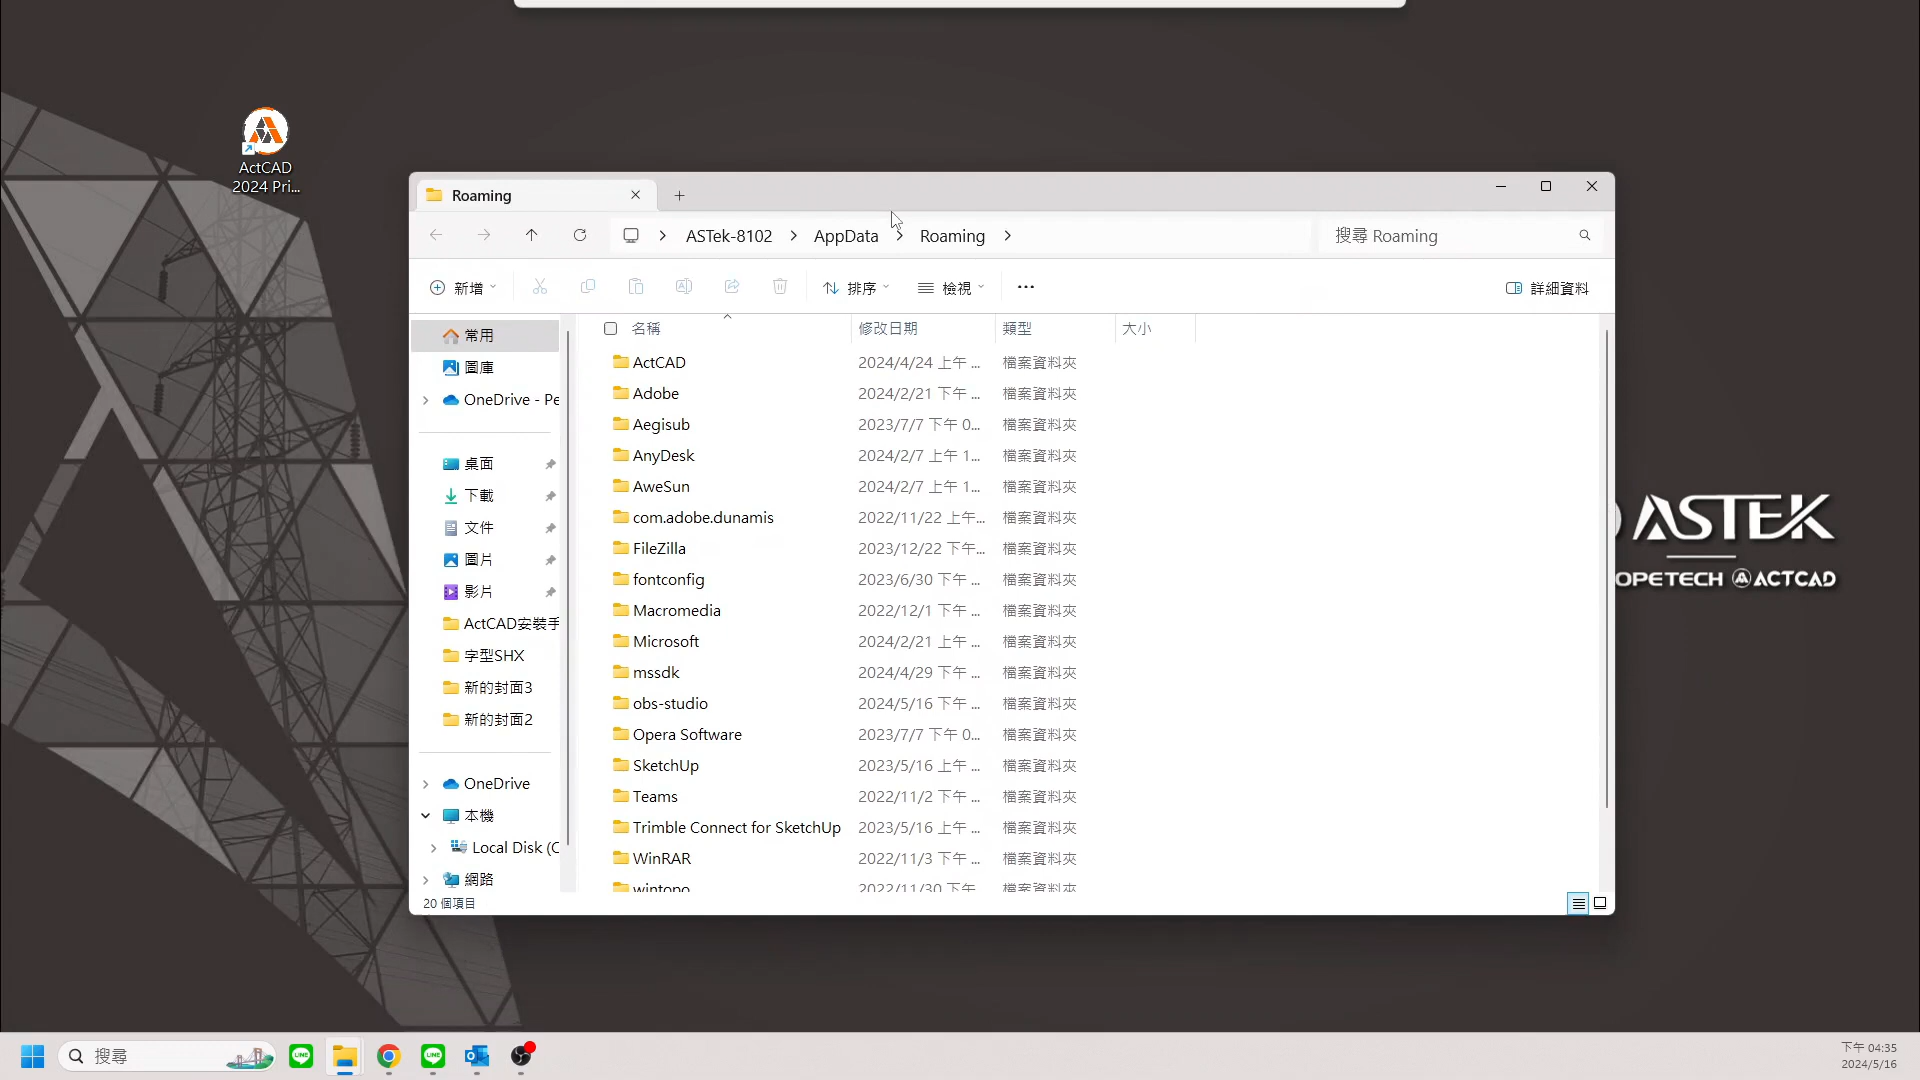 ActCAD
2024 Pri...
Roaming
ASTek-8102
AppData
Roaming
搜尋 Roaming
新增
排序
檢視
詳細資料
常用
圖庫
OneDrive - Pe
桌面
下載
文件
圖片
影片
ActCAD安裝手
字型SHX
新的封面3
新的封面2
OneDrive
本機
Local Disk (C
網路
名稱 修改日期 類型 大小
ActCAD 2024/4/24 上午 ... 檔案資料夾
Adobe 2024/2/21 下午 ... 檔案資料夾
Aegisub 2023/7/7 下午 0... 檔案資料夾
AnyDesk 2024/2/7 上午 1... 檔案資料夾
AweSun 2024/2/7 上午 1... 檔案資料夾
com.adobe.dunamis 2022/11/22 上午... 檔案資料夾
FileZilla 2023/12/22 下午... 檔案資料夾
fontconfig 2023/6/30 下午 ... 檔案資料夾
Macromedia 2022/12/1 下午 ... 檔案資料夾
Microsoft 2024/2/21 上午 ... 檔案資料夾
mssdk 2024/4/29 下午 ... 檔案資料夾
obs-studio 2024/5/16 下午 ... 檔案資料夾
Opera Software 2023/7/7 下午 0... 檔案資料夾
SketchUp 2023/5/16 上午 ... 檔案資料夾
Teams 2022/11/2 下午 ... 檔案資料夾
Trimble Connect for SketchUp 2023/5/16 上午 ... 檔案資料夾
WinRAR 2022/11/3 下午 ... 檔案資料夾
wintopo 2022/11/30 下午 檔案資料夾
20 個項目
ASTEK
OPETECH ACTCAD
搜尋
下午 04:35
2024/5/16